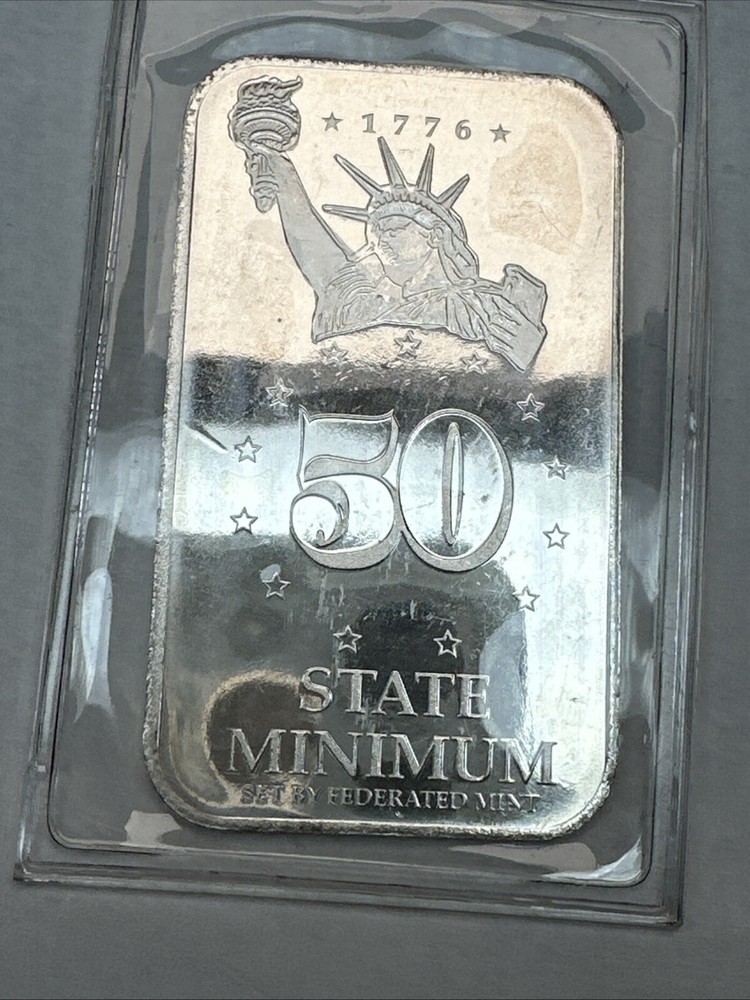 ★ 1776 ★
50
STATE
MINIMUM
SET BY FEDERATED MINT